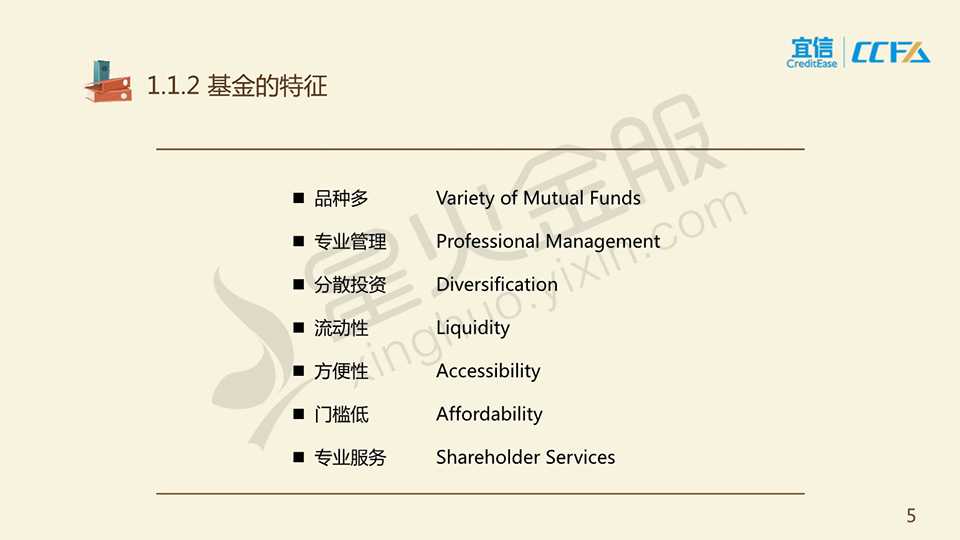 宜信 CreditEase CCFA
1.1.2 基金的特征
■ 品种多 Variety of Mutual Funds
■ 专业管理 Professional Management
■ 分散投资 Diversification
■ 流动性 Liquidity
■ 方便性 Accessibility
■ 门槛低 Affordability
■ 专业服务 Shareholder Services
星火金服
xinghuo.yixin.com
5